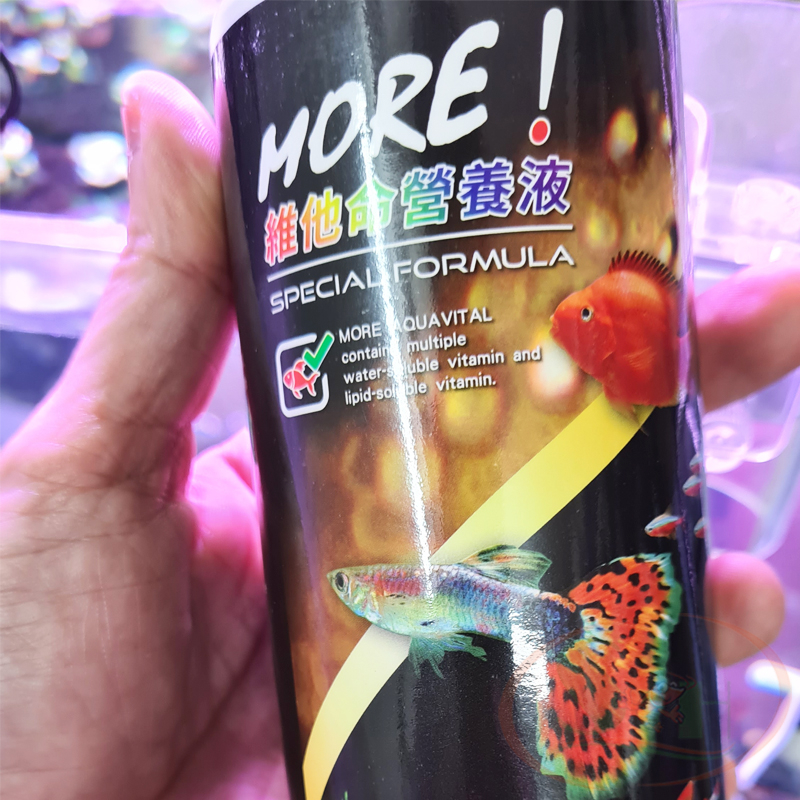 MORE!
維他命營養液
SPECIAL FORMULA
MORE AQUAVITAL
contain multiple
water-soluble vitamin and
lipid-soluble vitamin.